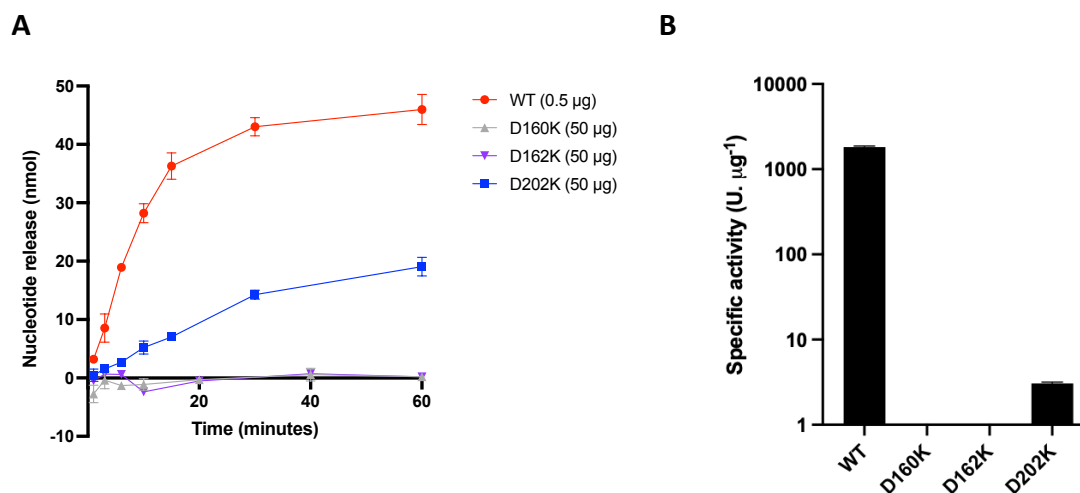 A
B
50
40
30
20
10
0
-10
20
40
60
Nucleotide release (nmol)
Time (minutes)
WT (0.5 μg)
D160K (50 μg)
D162K (50 μg)
D202K (50 μg)
10000
1000
100
10
1
Specific activity (U. μg⁻¹)
WT
D160K
D162K
D202K